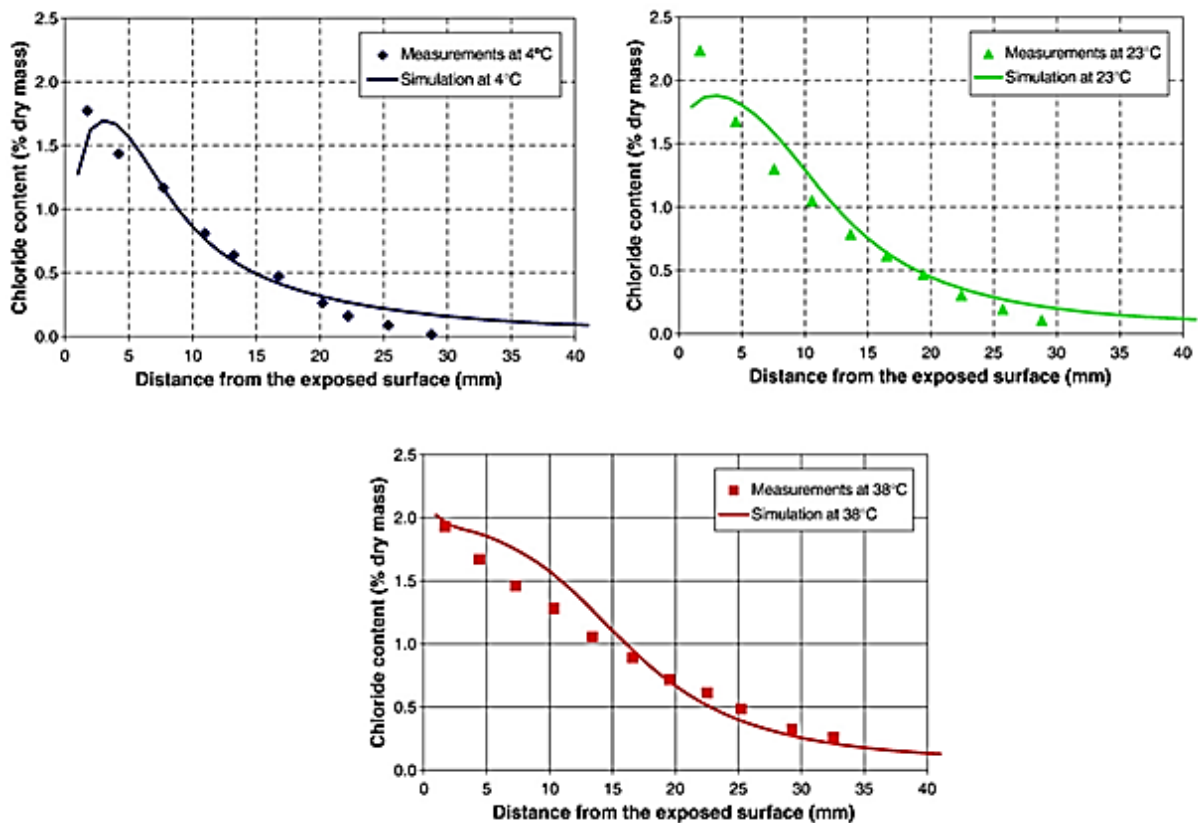 2.5
2.0
1.5
1.0
0.5
0.0
Chloride content (% dry mass)
Measurements at 4°C
Simulation at 4°C
0 5 10 15 20 25 30 35 40
Distance from the exposed surface (mm)
2.5
2.0
1.5
1.0
0.5
0.0
Chloride content (% dry mass)
Measurements at 23°C
Simulation at 23°C
0 5 10 15 20 25 30 35 40
Distance from the exposed surface (mm)
2.5
2.0
1.5
1.0
0.5
0.0
Chloride content (% dry mass)
Measurements at 38°C
Simulation at 38°C
0 5 10 15 20 25 30 35 40
Distance from the exposed surface (mm)